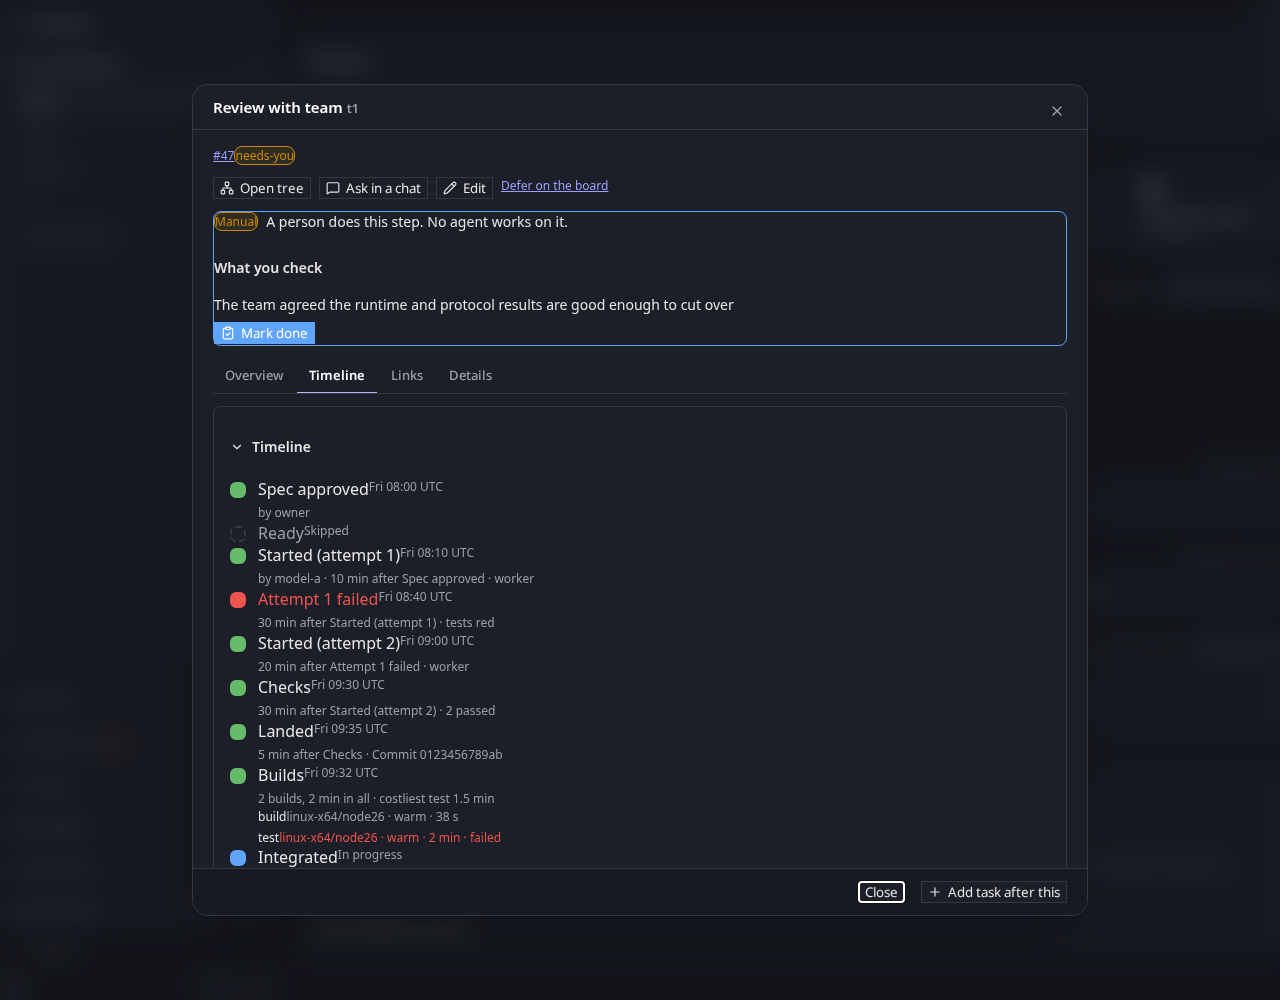 Review with team t1
#47 needs-you
Open tree Ask in a chat Edit Defer on the board
Manual A person does this step. No agent works on it.
What you check
The team agreed the runtime and protocol results are good enough to cut over
Mark done
Overview Timeline Links Details
Timeline
Spec approved Fri 08:00 UTC
by owner
Ready Skipped
Started (attempt 1) Fri 08:10 UTC
by model-a · 10 min after Spec approved · worker
Attempt 1 failed Fri 08:40 UTC
30 min after Started (attempt 1) · tests red
Started (attempt 2) Fri 09:00 UTC
20 min after Attempt 1 failed · worker
Checks Fri 09:30 UTC
30 min after Started (attempt 2) · 2 passed
Landed Fri 09:35 UTC
5 min after Checks · Commit 0123456789ab
Builds Fri 09:32 UTC
2 builds, 2 min in all · costliest test 1.5 min
build linux-x64/node26 · warm · 38 s
test linux-x64/node26 · warm · 2 min · failed
Integrated In progress
Close Add task after this